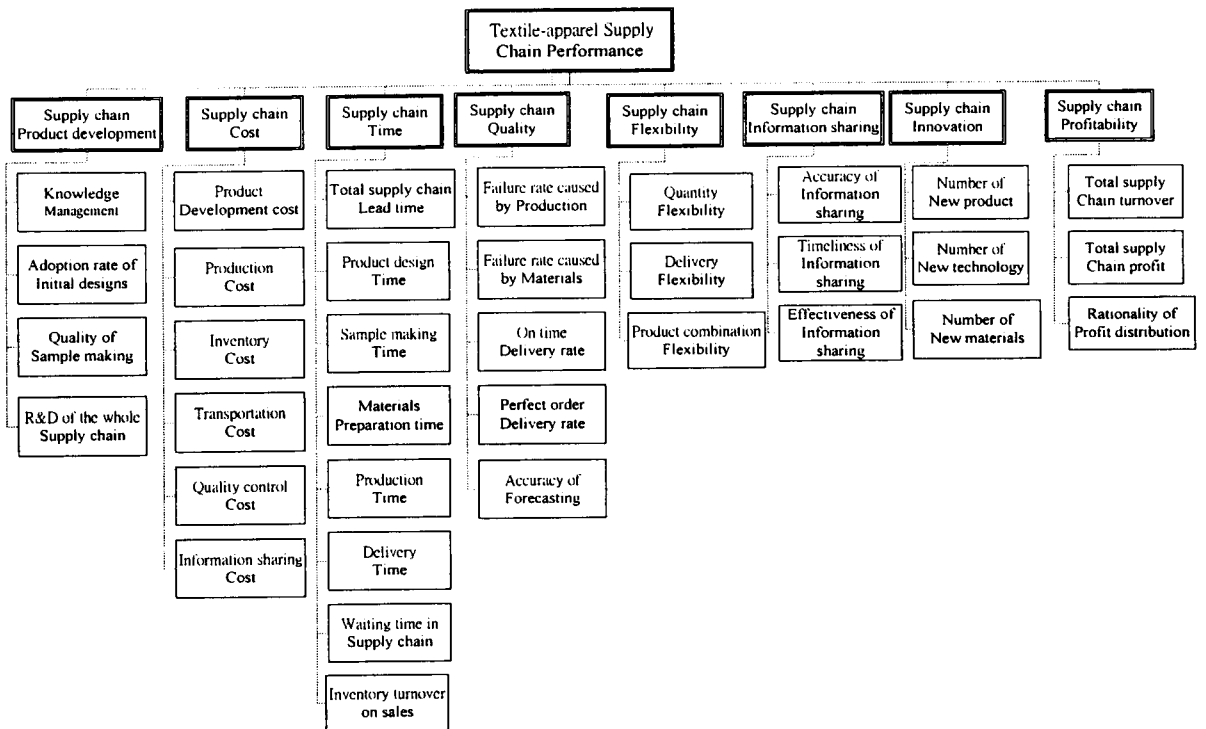 Textile-apparel Supply
Chain Performance
Supply chain
Product development
Supply chain
Cost
Supply chain
Time
Supply chain
Quality
Supply chain
Flexibility
Supply chain
Information sharing
Supply chain
Innovation
Supply chain
Profitability
Knowledge
Management
Adoption rate of
Initial designs
Quality of
Sample making
R&D of the whole
Supply chain
Product
Development cost
Production
Cost
Inventory
Cost
Transportation
Cost
Quality control
Cost
Information sharing
Cost
Total supply chain
Lead time
Product design
Time
Sample making
Time
Materials
Preparation time
Production
Time
Delivery
Time
Waiting time in
Supply chain
Inventory turnover
on sales
Failure rate caused
by Production
Failure rate caused
by Materials
On time
Delivery rate
Perfect order
Delivery rate
Accuracy of
Forecasting
Quantity
Flexibility
Delivery
Flexibility
Product combination
Flexibility
Accuracy of
Information
sharing
Timeliness of
Information
sharing
Effectiveness of
Information
sharing
Number of
New product
Number of
New technology
Number of
New materials
Total supply
Chain turnover
Total supply
Chain profit
Rationality of
Profit distribution